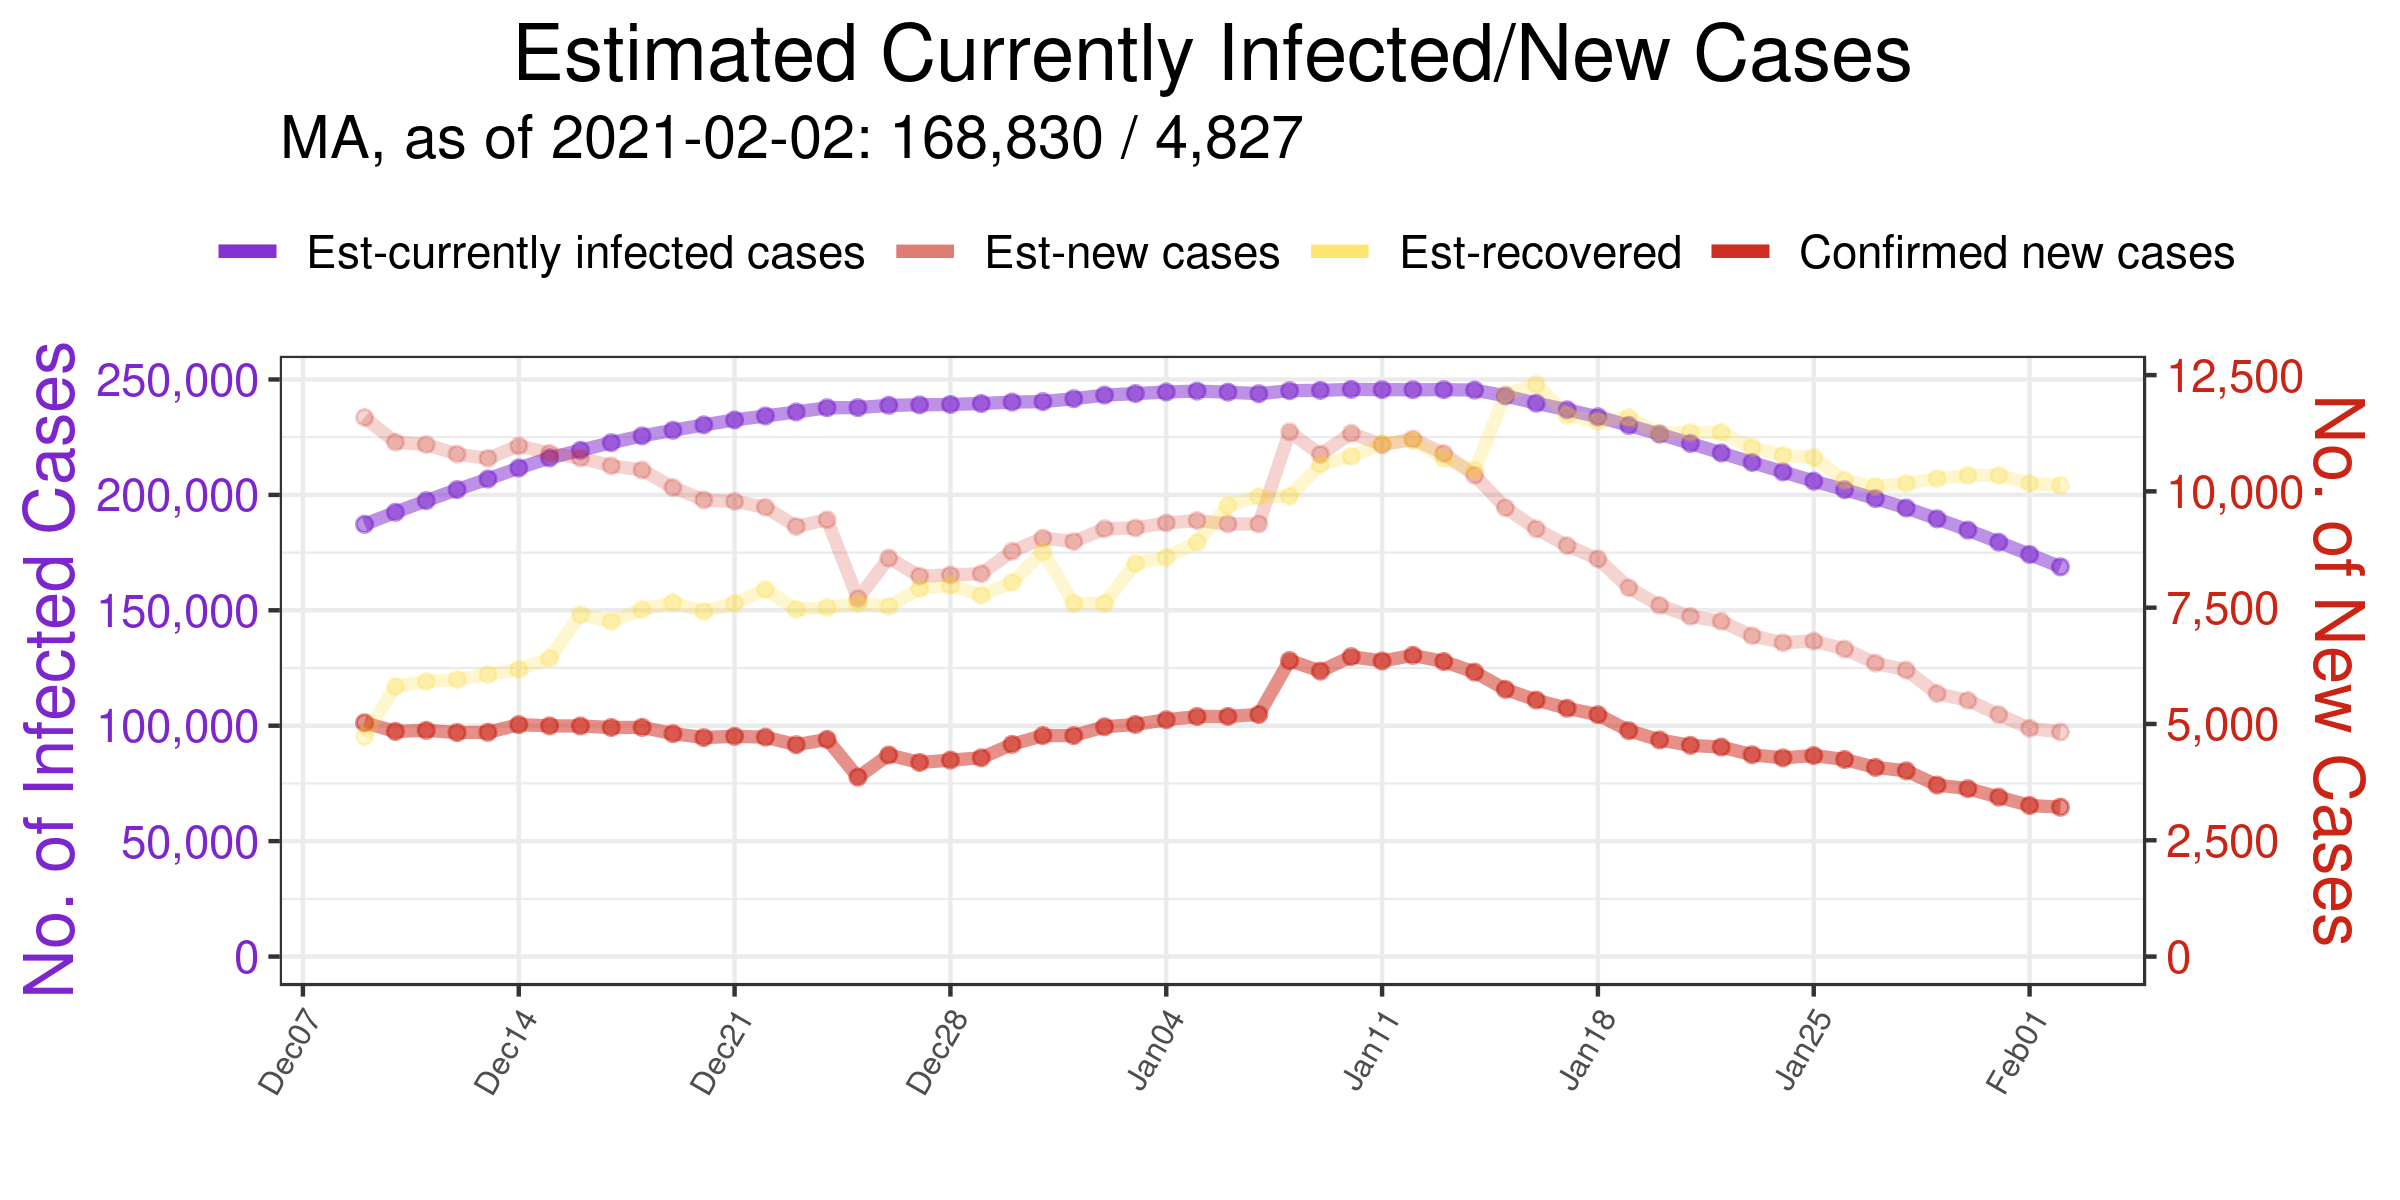 Estimated Currently Infected/New Cases
MA, as of 2021-02-02: 168,830 / 4,827
Est-currently infected cases Est-new cases Est-recovered Confirmed new cases
No. of Infected Cases
250,000
200,000
150,000
100,000
50,000
0
12,500
10,000
7,500
5,000
2,500
0
No. of New Cases
Dec07 Dec14 Dec21 Dec28 Jan04 Jan11 Jan18 Jan25 Feb01